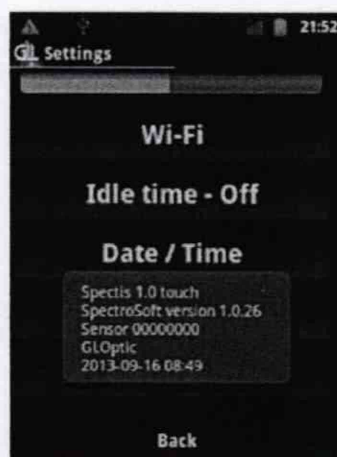 21:52
GL Settings
Wi-Fi
Idle time - Off
Date / Time
Spectis 1.0 touch
SpectroSoft version 1.0.26
Sensor 00000000
GLOptic
2013-09-16 08:49
Back